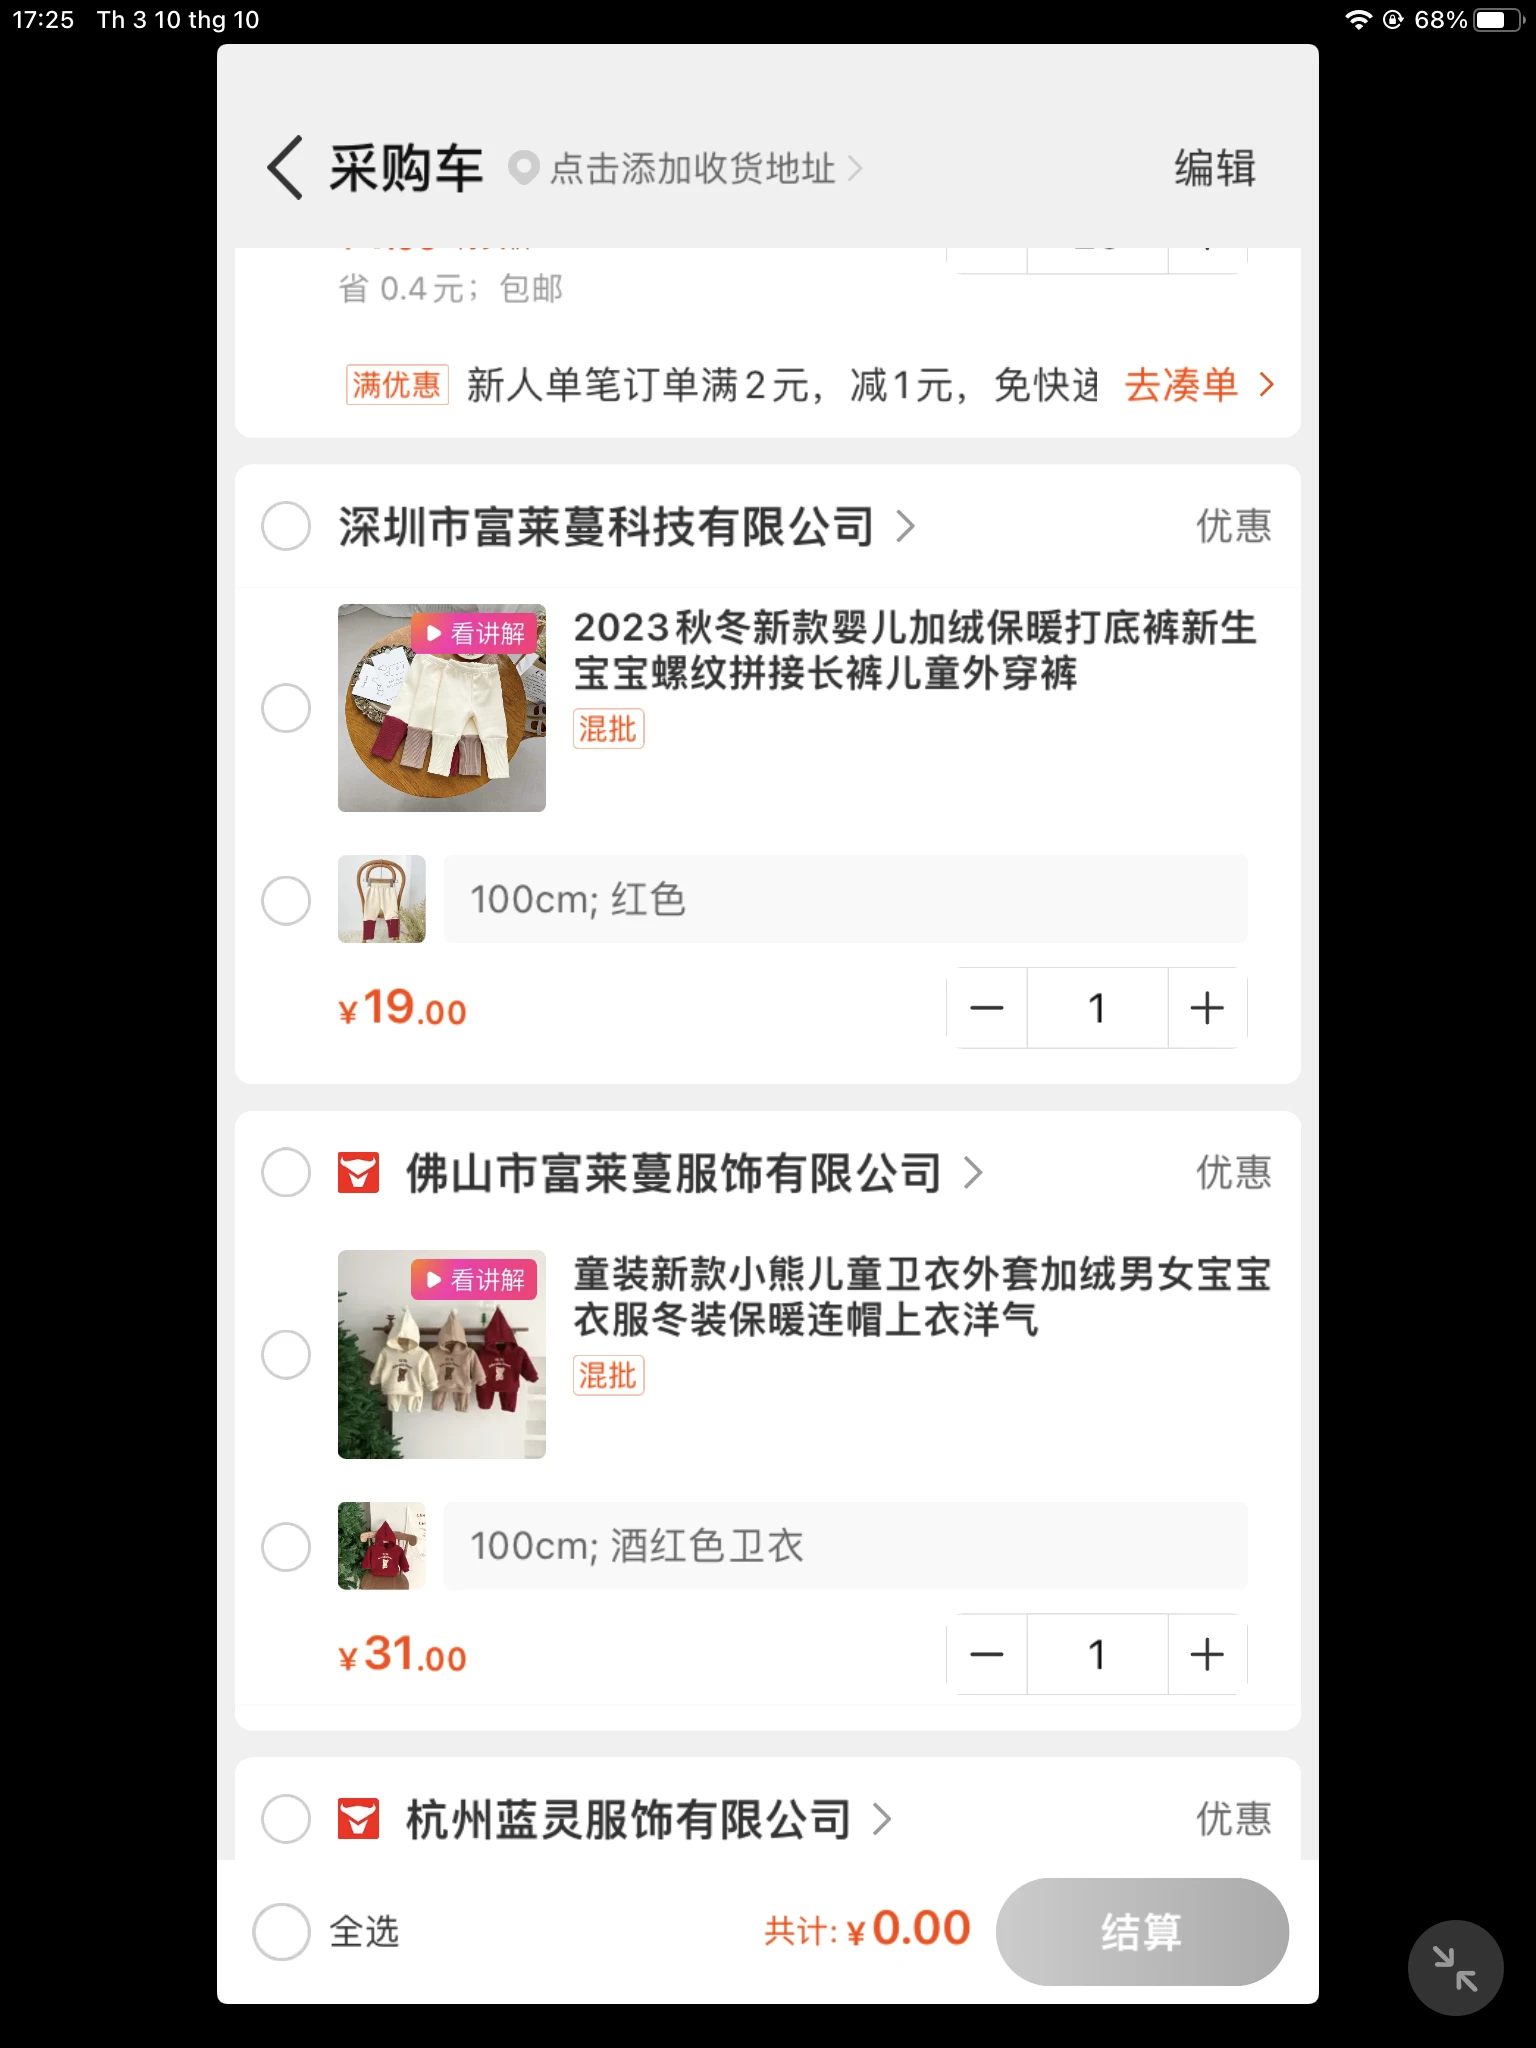 17:25 Th 3 10 thg 10
68%
采购车 点击添加收货地址
编辑
省 0.4元；包邮
满优惠 新人单笔订单满2元，减1元，免快递 去凑单
深圳市富莱蔓科技有限公司
优惠
看讲解
2023秋冬新款婴儿加绒保暖打底裤新生
宝宝螺纹拼接长裤儿童外穿裤
混批
100cm; 红色
¥19.00
1
佛山市富莱蔓服饰有限公司
优惠
看讲解
童装新款小熊儿童卫衣外套加绒男女宝宝
衣服冬装保暖连帽上衣洋气
混批
100cm; 酒红色卫衣
¥31.00
1
杭州蓝灵服饰有限公司
优惠
全选
共计: ¥0.00
结算